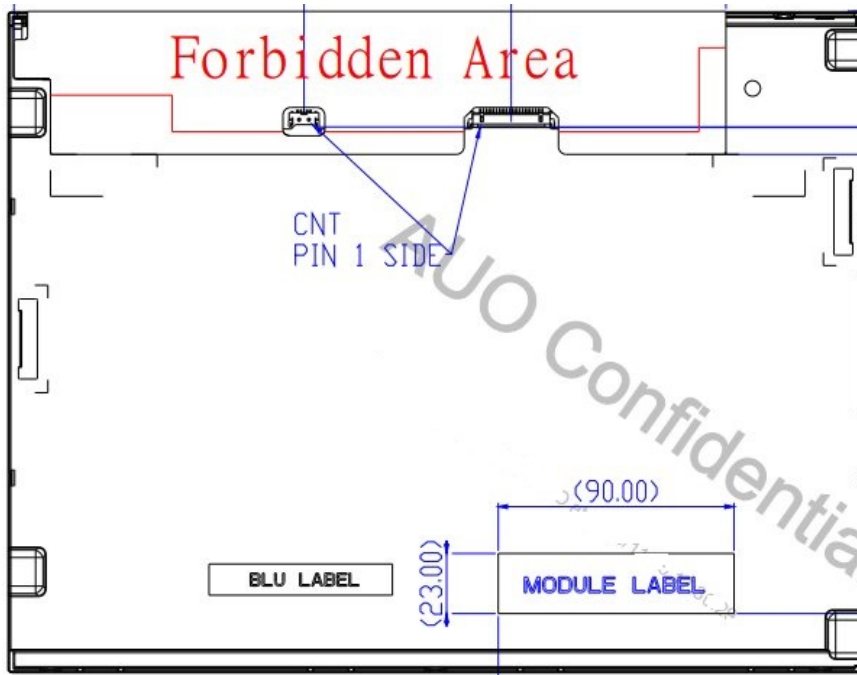 Forbidden Area
CNT
PIN 1 SIDE
AUO Confidentia
(90.00)
(23.00)
BLU LABEL
MODULE LABEL